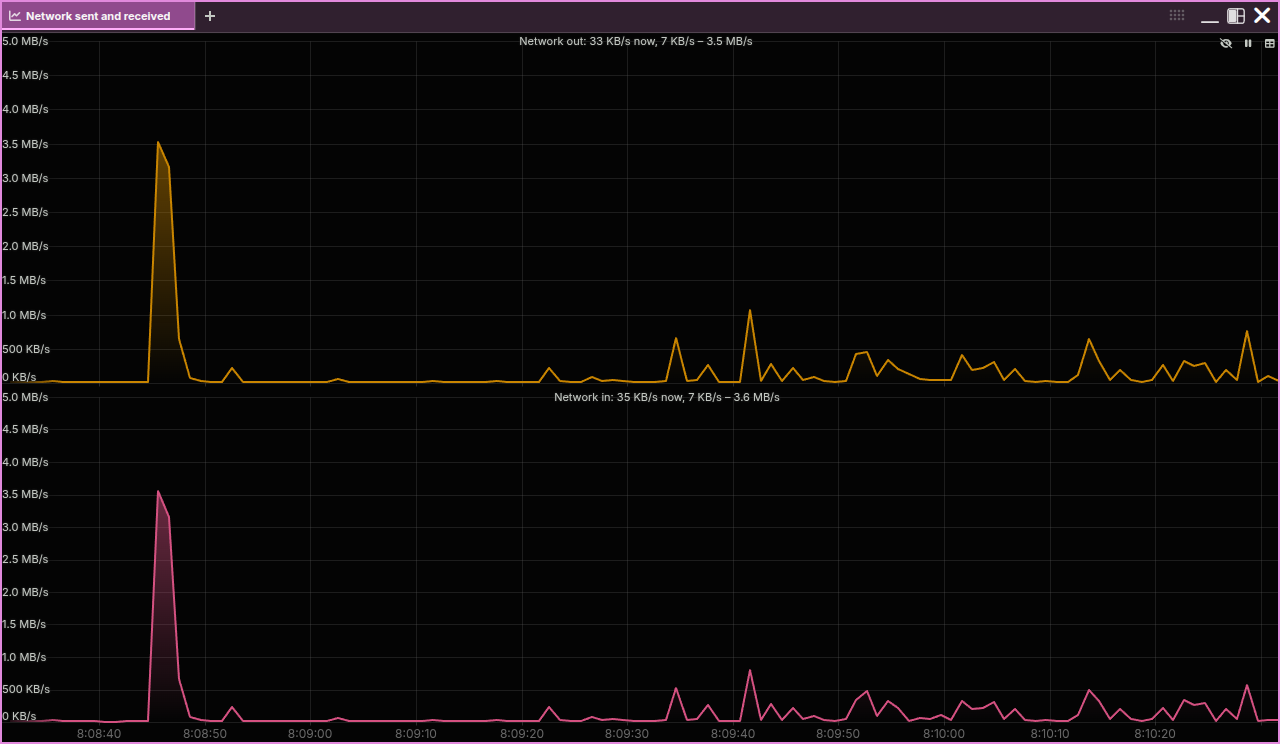 Network sent and received
Network out: 33 KB/s now, 7 KB/s – 3.5 MB/s
5.0 MB/s
4.5 MB/s
4.0 MB/s
3.5 MB/s
3.0 MB/s
2.5 MB/s
2.0 MB/s
1.5 MB/s
1.0 MB/s
500 KB/s
0 KB/s
Network in: 35 KB/s now, 7 KB/s – 3.6 MB/s
5.0 MB/s
4.5 MB/s
4.0 MB/s
3.5 MB/s
3.0 MB/s
2.5 MB/s
2.0 MB/s
1.5 MB/s
1.0 MB/s
500 KB/s
0 KB/s
8:08:40 8:08:50 8:09:00 8:09:10 8:09:20 8:09:30 8:09:40 8:09:50 8:10:00 8:10:10 8:10:20